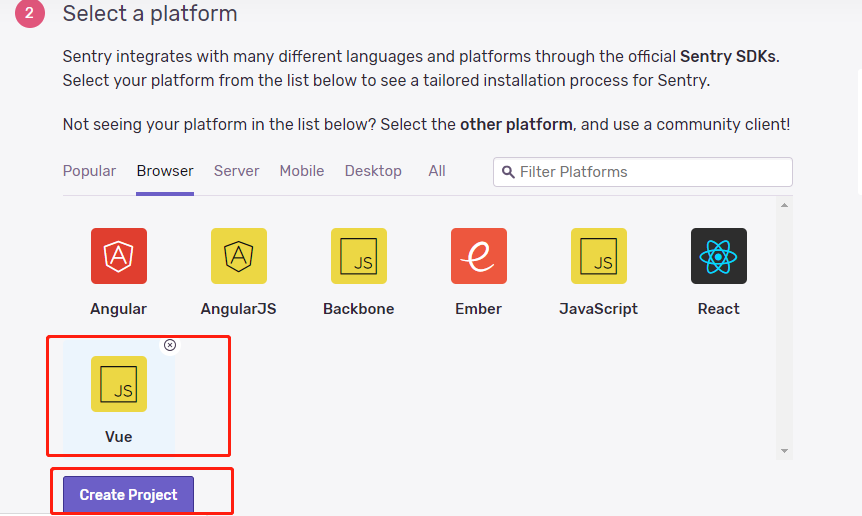 2 Select a platform
Sentry integrates with many different languages and platforms through the official Sentry SDKs.
Select your platform from the list below to see a tailored installation process for Sentry.
Not seeing your platform in the list below? Select the other platform, and use a community client!
Popular Browser Server Mobile Desktop All Filter Platforms
JS JS
Angular AngularJS Backbone Ember JavaScript React
JS
Vue
Create Project